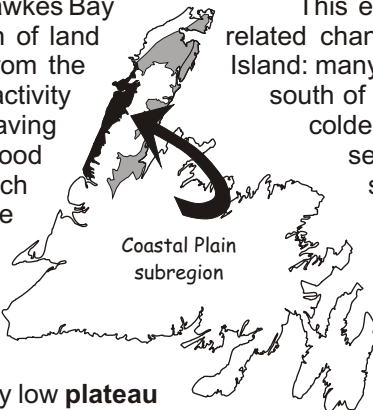 wkes Bay
n of land
rom the
activity
aving
ood
ch
e
This e
related chan
Island: many
south of
colde
se
s
Coastal Plain
subregion
y low plateau